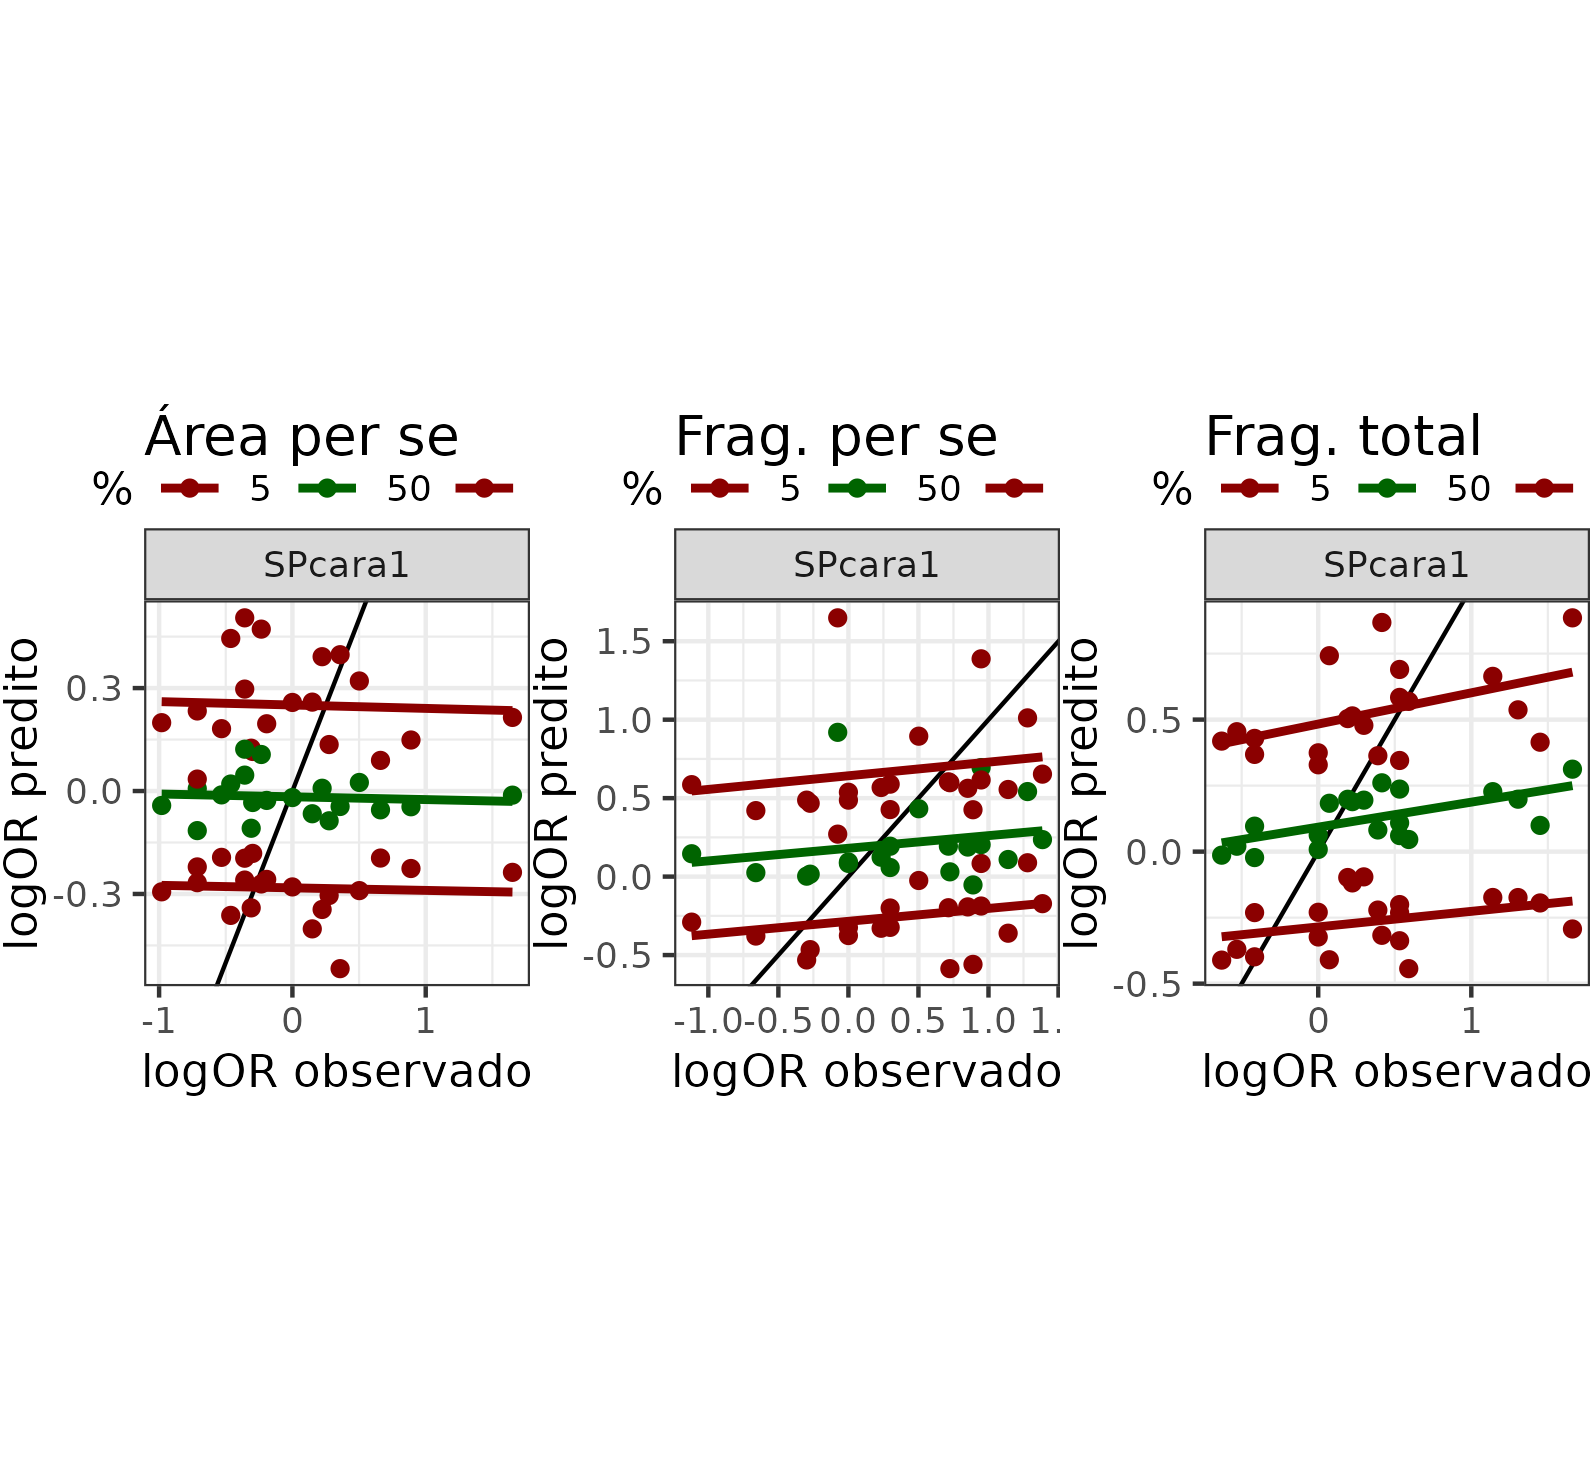 Área per se
% 5 50
SPcara1
logOR predito
0.3
0.0
-0.3
-1 0 1
logOR observado
Frag. per se
% 5 50
SPcara1
logOR predito
1.5
1.0
0.5
0.0
-0.5
-1.0 -0.5 0.0 0.5 1.0 1.
logOR observado
Frag. total
% 5 50
SPcara1
logOR predito
0.5
0.0
-0.5
0 1
logOR observado